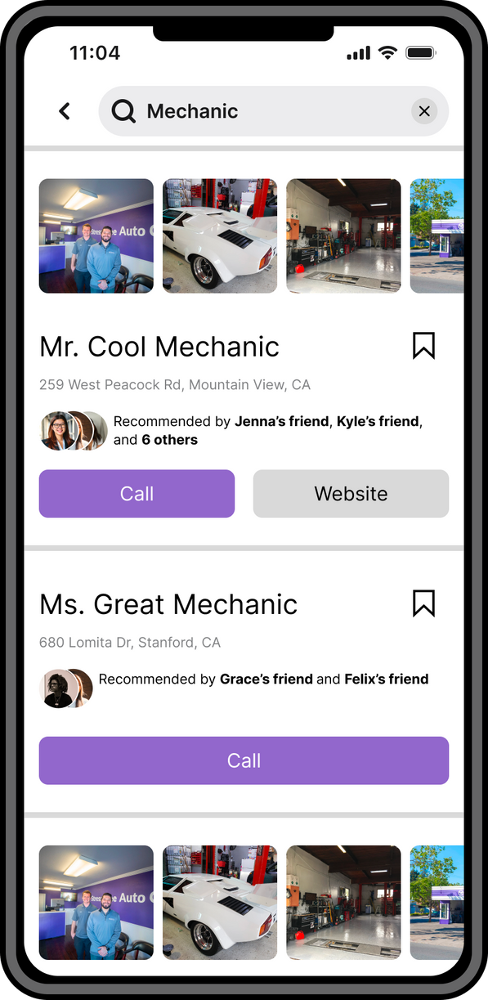 11:04
Mechanic
Auto
Mr. Cool Mechanic
259 West Peacock Rd, Mountain View, CA
Recommended by Jenna’s friend, Kyle’s friend,
and 6 others
Call
Website
Ms. Great Mechanic
680 Lomita Dr, Stanford, CA
Recommended by Grace’s friend and Felix’s friend
Call
Auto